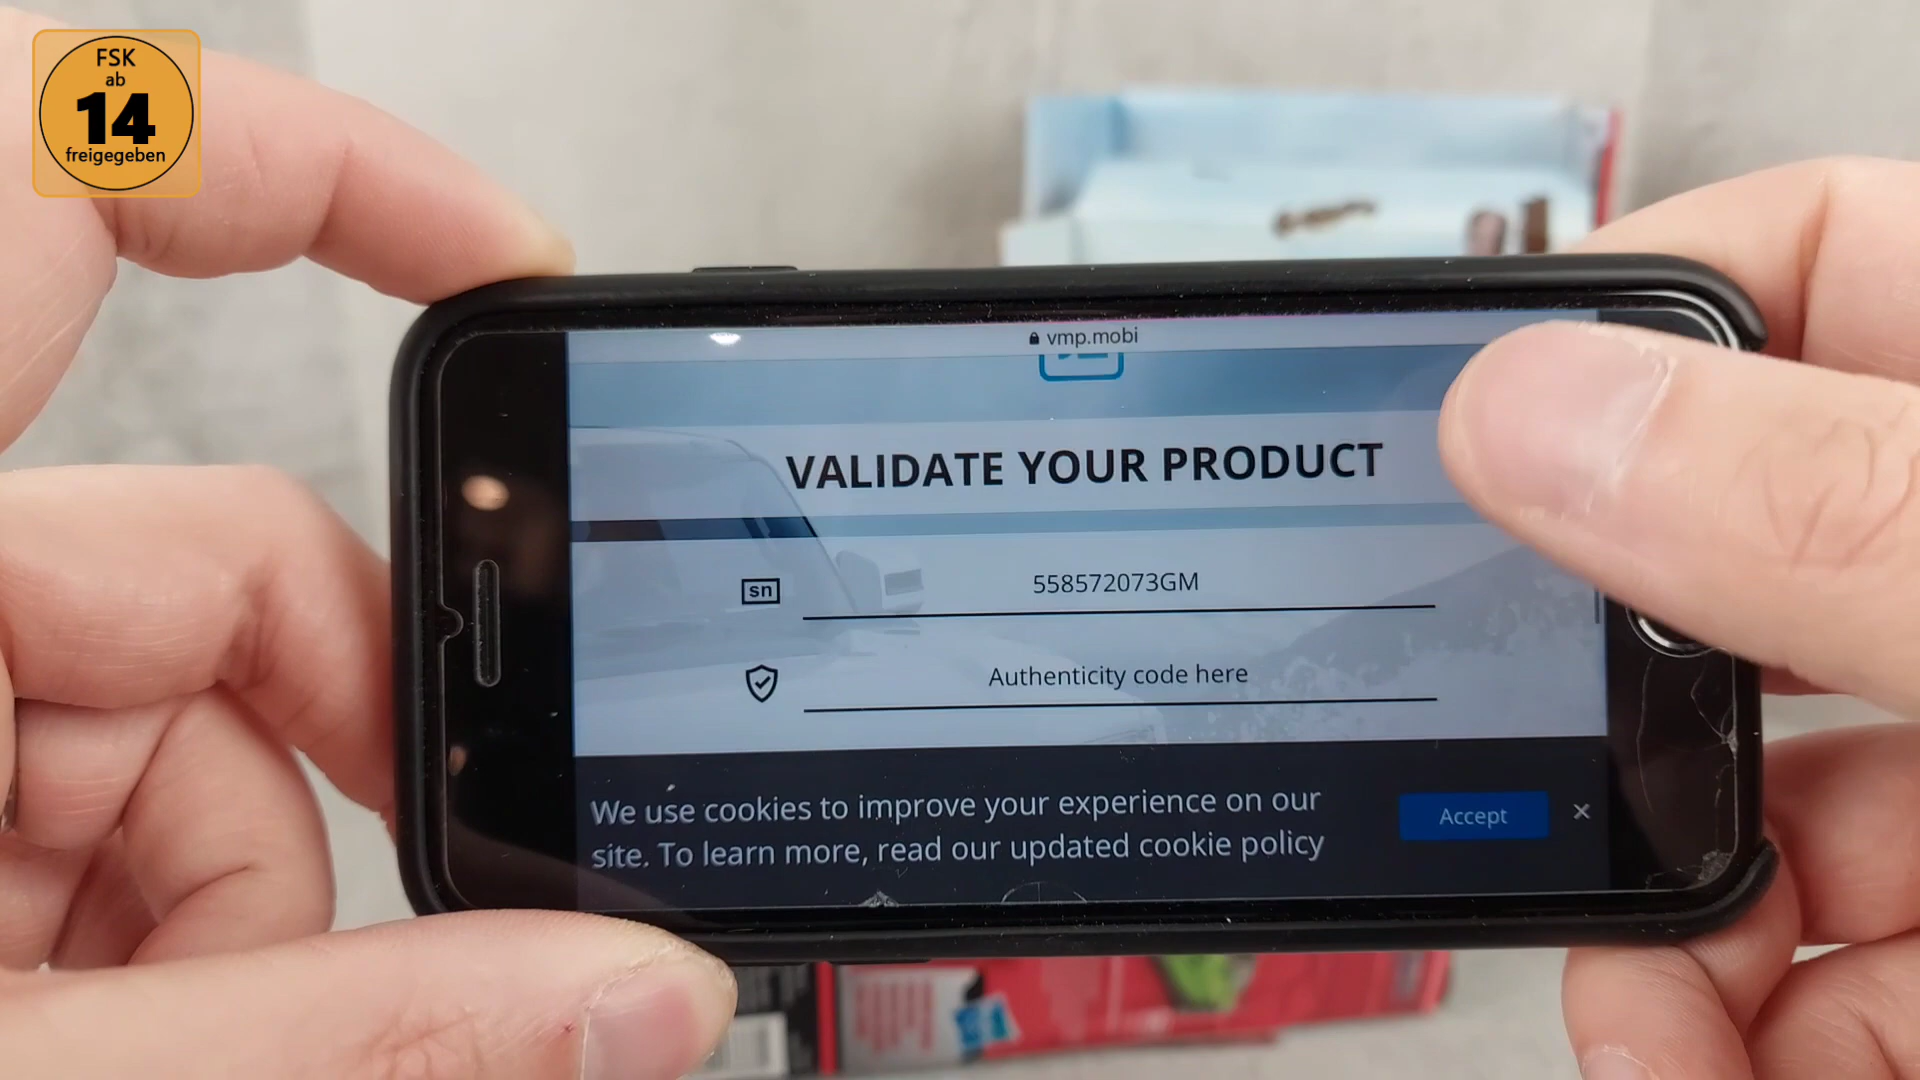 FSK
ab
14
freigegeben
vmp.mobi
VALIDATE YOUR PRODUCT
sn
558572073GM
Authenticity code here
We use cookies to improve your experience on our
site. To learn more, read our updated cookie policy
Accept